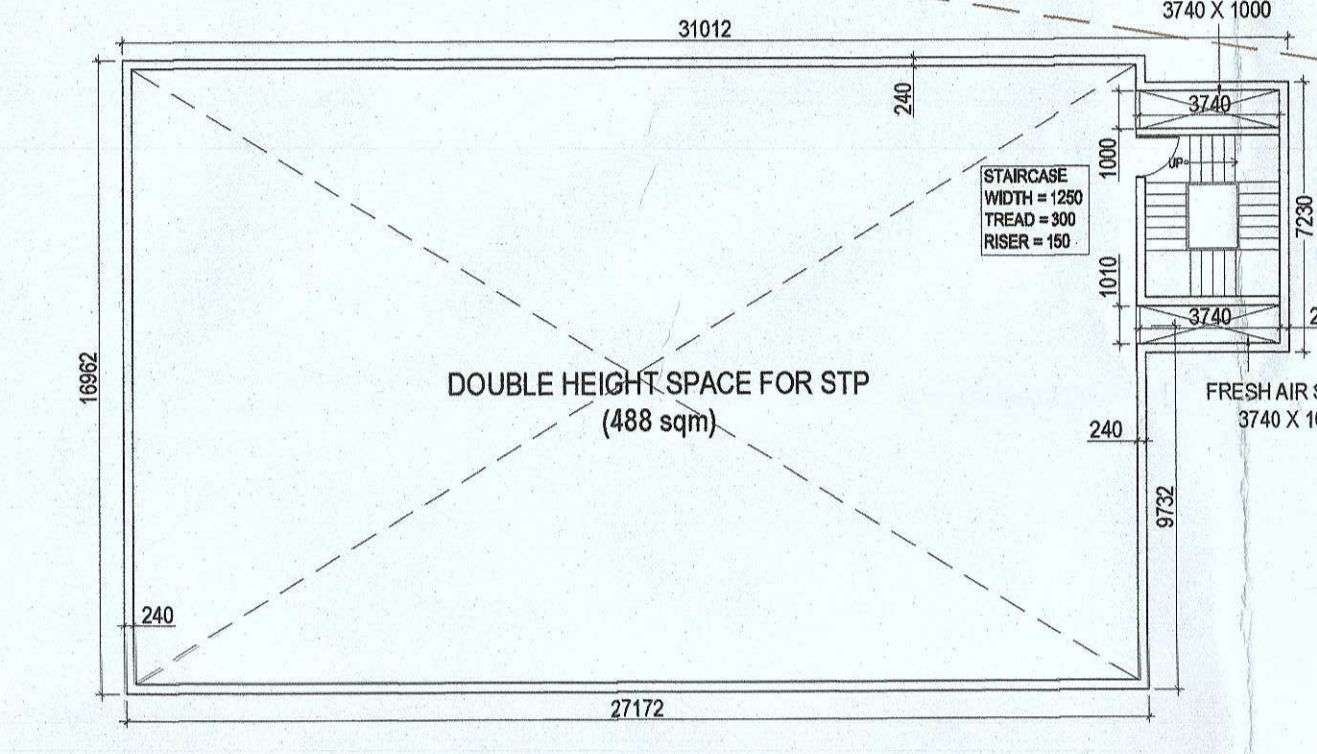 3740 X 1000
31012
240
3740
1000
UP
STAIRCASE
WIDTH = 1250
TREAD = 300
RISER = 150
7230
1010
3740
16962
DOUBLE HEIGHT SPACE FOR STP
(488 sqm)
FRESH AIR
240
3740 X
9732
240
27172